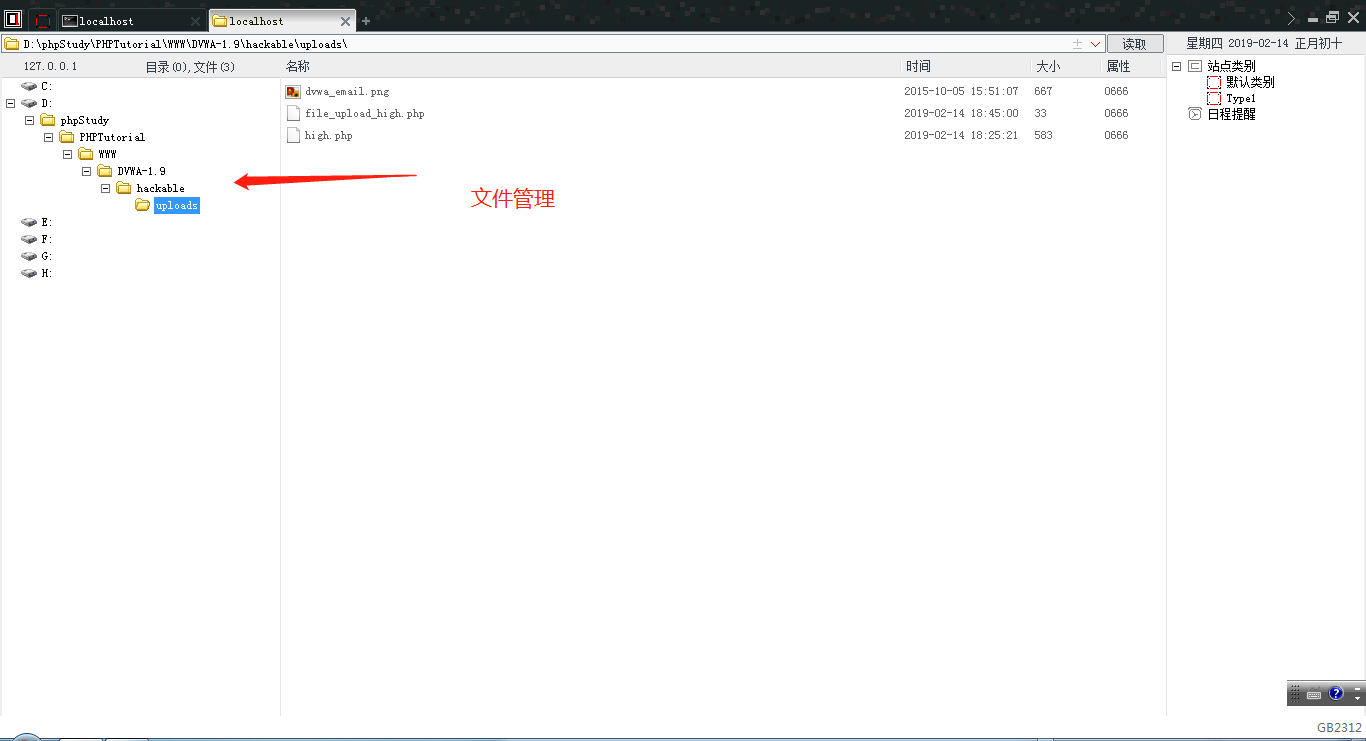 localhost
localhost
D:\phpStudy\PHPTutorial\WWW\DVWA-1.9\hackable\uploads\
读取
星期四 2019-02-14 正月初十
127.0.0.1
目录(0),文件(3)
名称
时间
大小
属性
C:
D:
phpStudy
PHPTutorial
WWW
DVWA-1.9
hackable
uploads
E:
F:
G:
H:
dvwa_email.png 2015-10-05 15:51:07 667 0666
file_upload_high.php 2019-02-14 18:45:00 33 0666
high.php 2019-02-14 18:25:21 583 0666
文件管理
站点类别
默认类别
Type1
日程提醒
GB2312